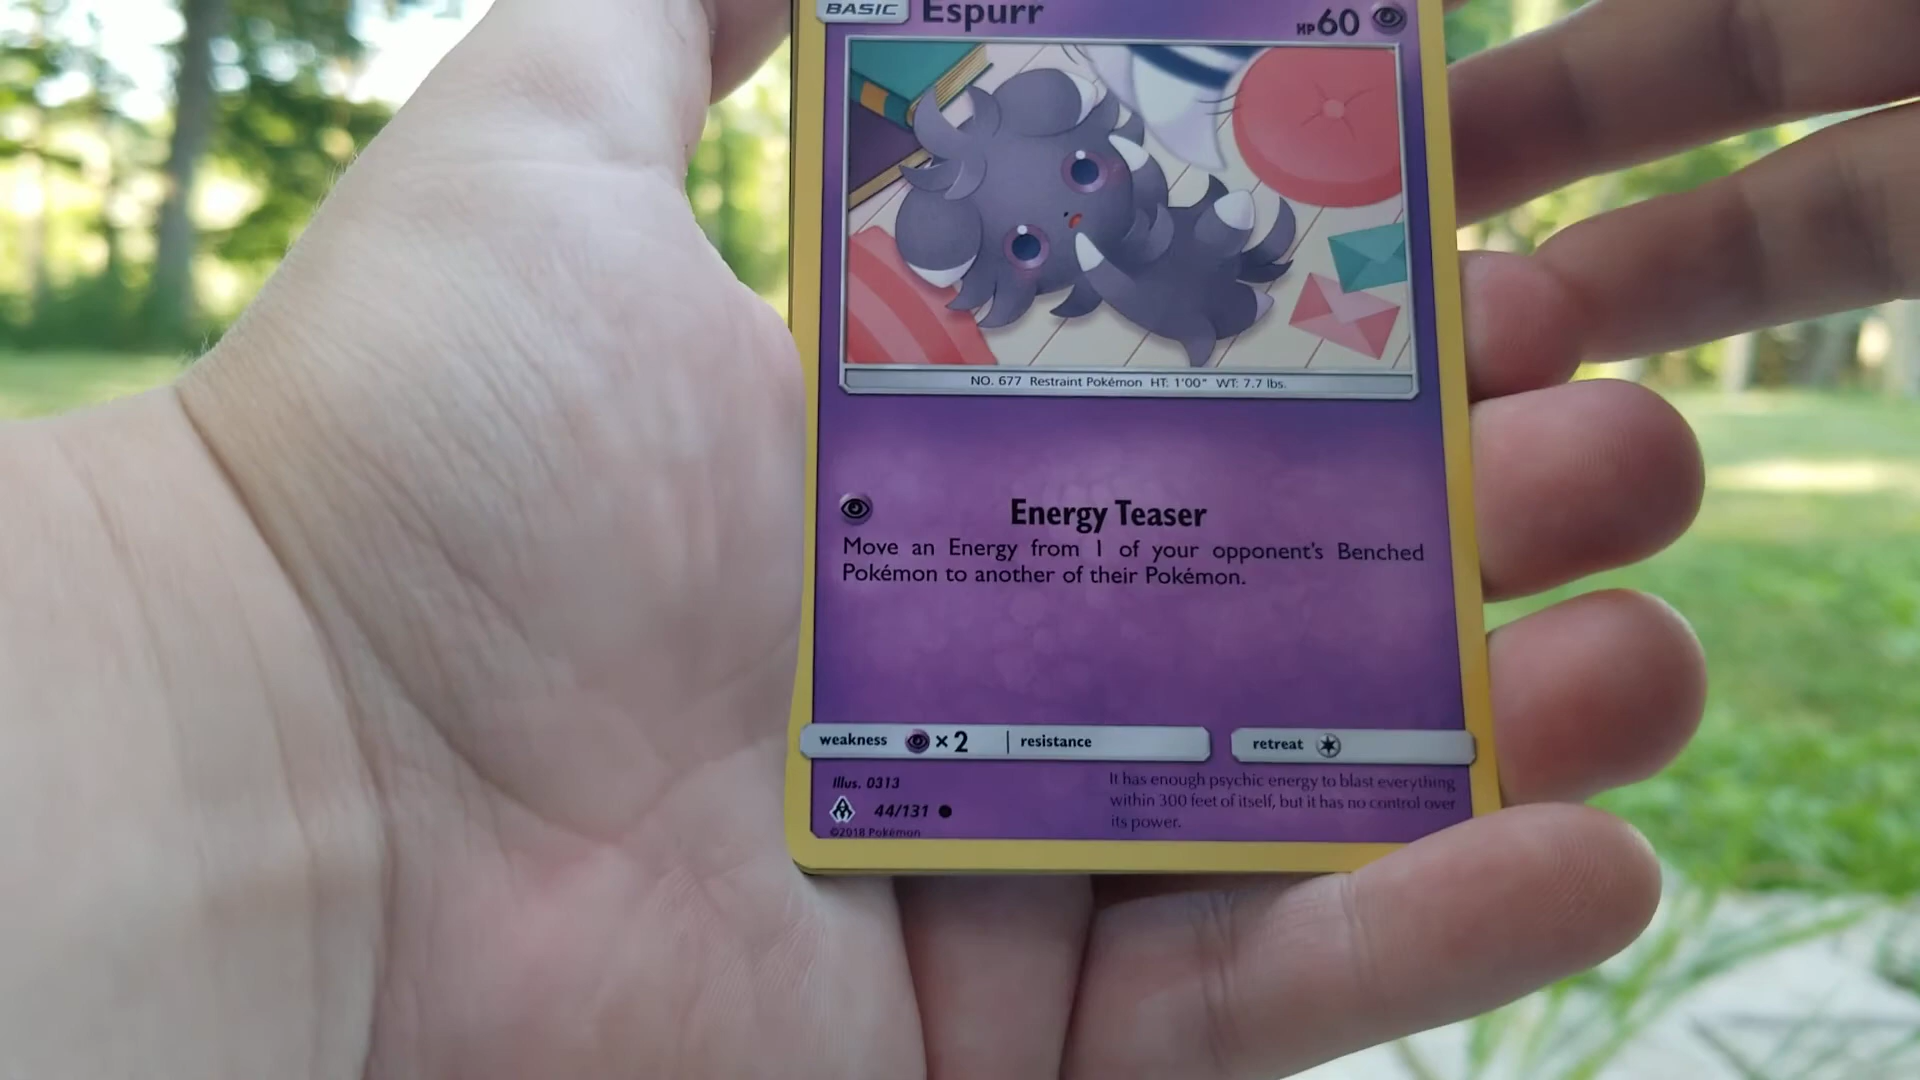 BASIC Espurr HP60
NO. 677 Restraint Pokémon HT: 1'00" WT: 7.7 lbs.
Energy Teaser
Move an Energy from 1 of your opponent's Benched
Pokémon to another of their Pokémon.
weakness ×2 resistance retreat
Illus. 0313
44/131
©2018 Pokémon
It has enough psychic energy to blast everything
within 300 feet of itself, but it has no control over
its power.